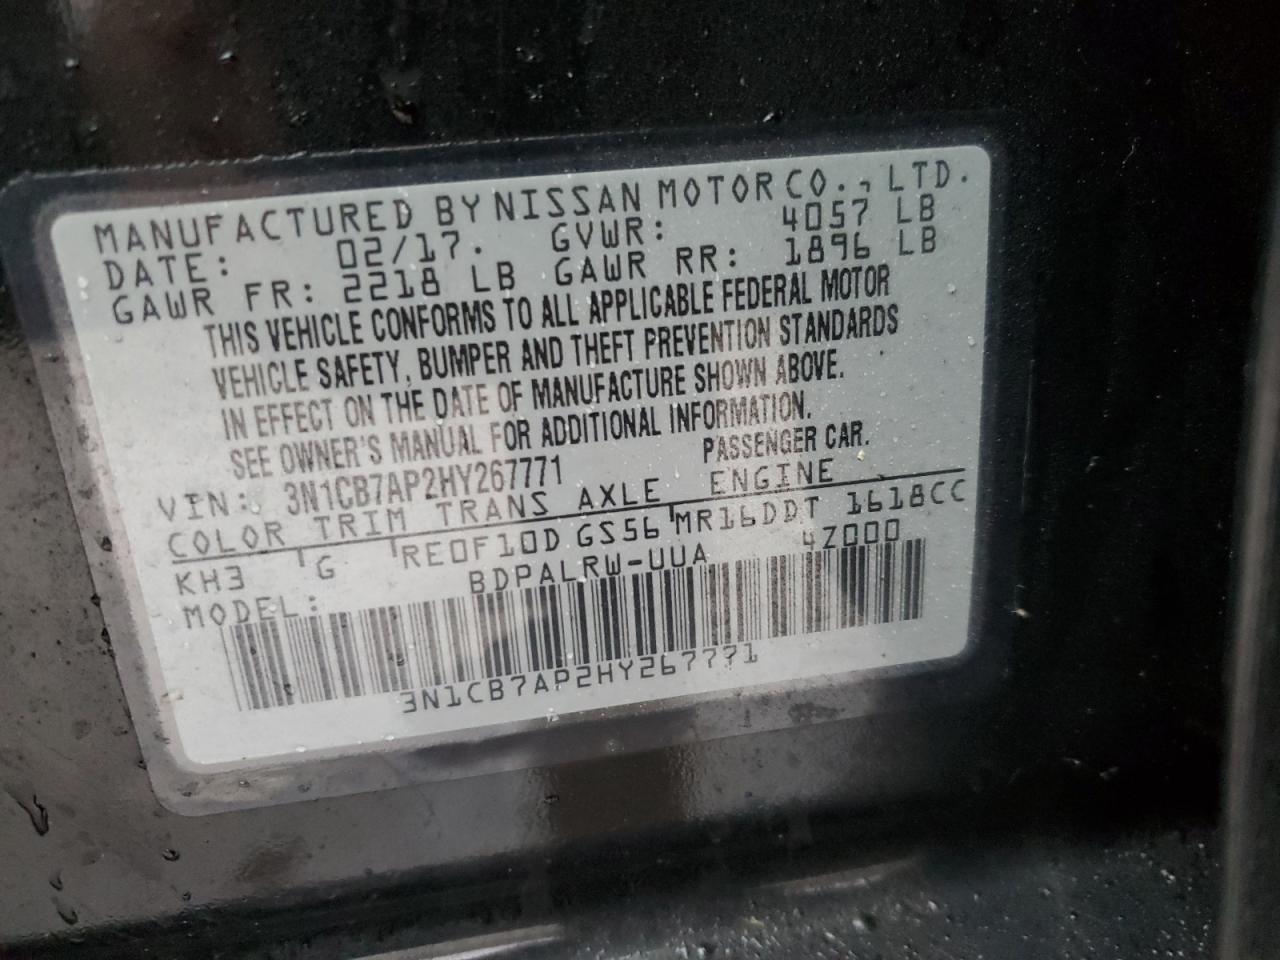 MANUFACTURED BY NISSAN MOTOR CO., LTD.
DATE: 02/17. GVWR: 4057 LB
GAWR FR: 2218 LB GAWR RR: 1896 LB
THIS VEHICLE CONFORMS TO ALL APPLICABLE FEDERAL MOTOR
VEHICLE SAFETY, BUMPER AND THEFT PREVENTION STANDARDS
IN EFFECT ON THE DATE OF MANUFACTURE SHOWN ABOVE.
SEE OWNER'S MANUAL FOR ADDITIONAL INFORMATION.
VIN: 3N1CB7AP2HY267771 PASSENGER CAR.
COLOR TRIM TRANS AXLE ENGINE
KH3 G RE0F10D GS56 MR16DDT 1618CC
MODEL: BDPALRW-UUA 4Z000
3N1CB7AP2HY267771